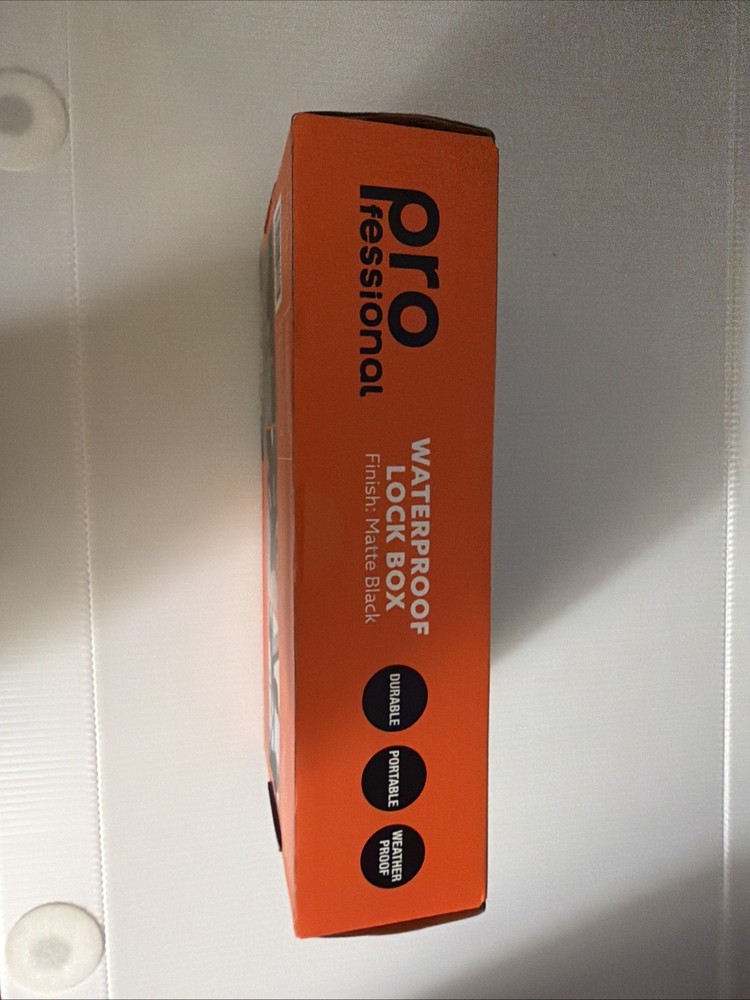 pro
fessional
WATERPROOF
LOCK BOX
Finish: Matte Black
DURABLE
PORTABLE
WEATHER
PROOF